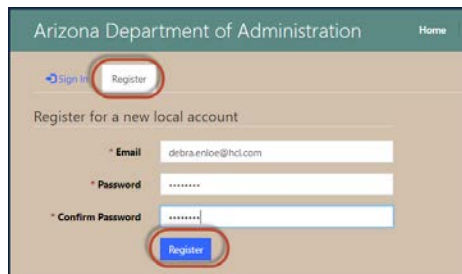 Arizona Department of Administration Home
Sign In Register
Register for a new local account
* Email debra.enloe@hcl.com
* Password ••••••••
* Confirm Password ••••••••
Register